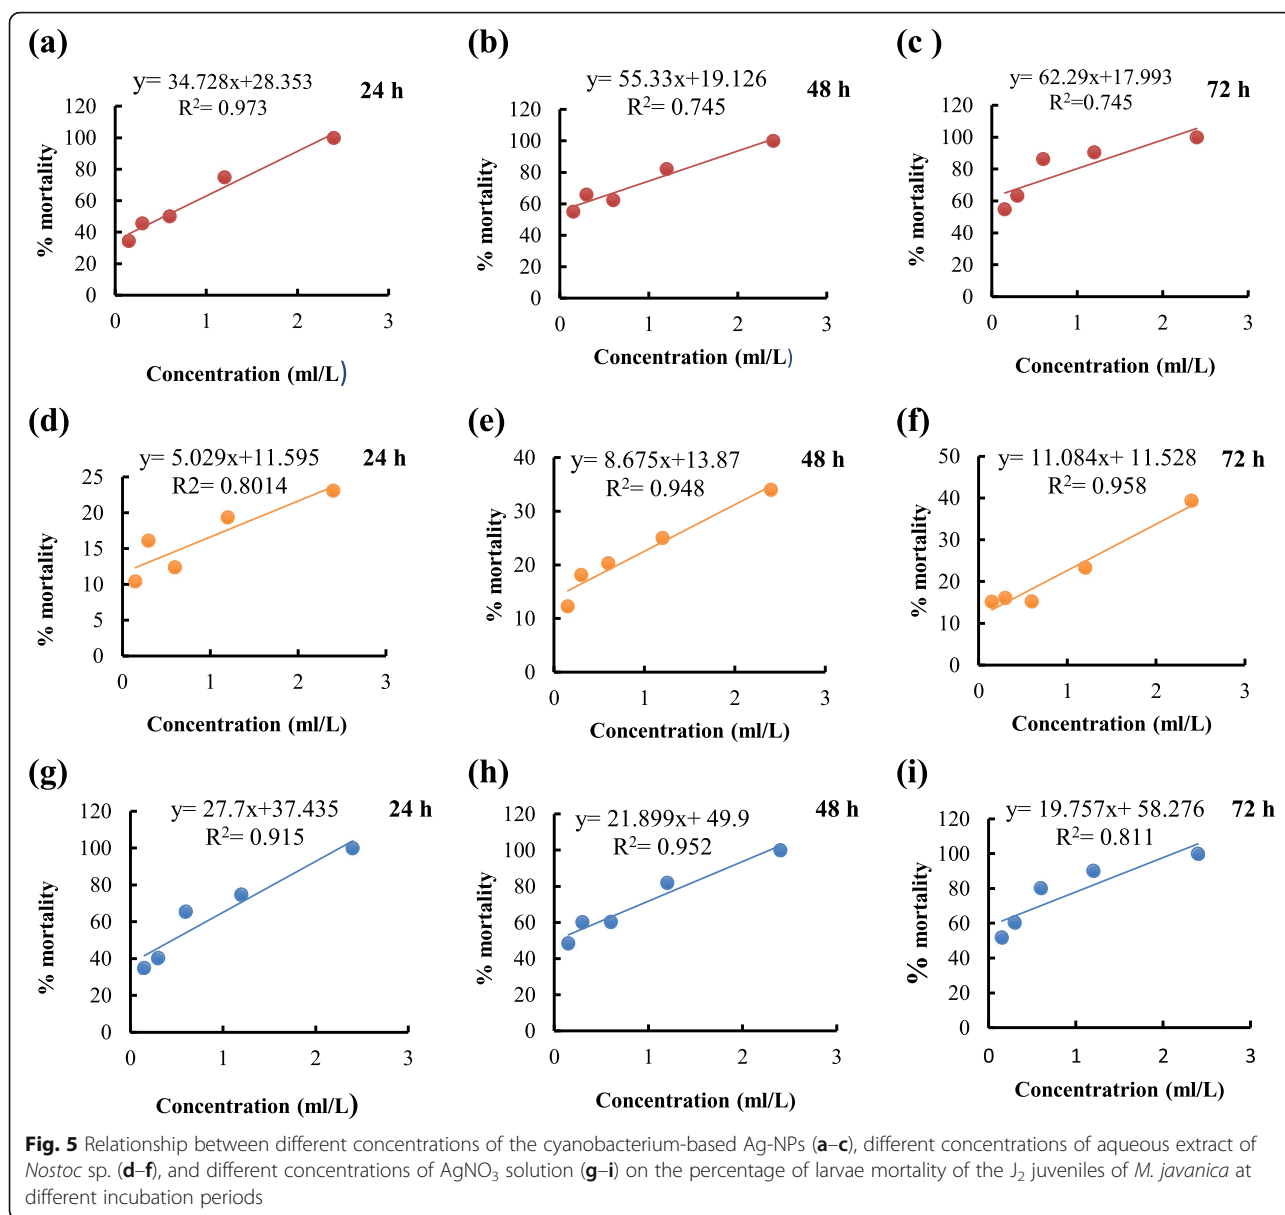 (a)
y= 34.728x+28.353
R²= 0.973
24 h
120
100
80
60
40
20
0
% mortality
0 1 2 3
Concentration (ml/L)
(b)
y= 55.33x+19.126
R²= 0.745
48 h
120
100
80
60
40
20
0
% mortality
0 1 2 3
Concentration (ml/L)
(c )
y= 62.29x+17.993
R²=0.745
72 h
120
100
80
60
40
20
0
% mortality
0 1 2 3
Concentration (ml/L)
(d)
y= 5.029x+11.595
R2= 0.8014
24 h
25
20
15
10
5
0
% mortality
0 1 2 3
Concentration (ml/L)
(e)
y= 8.675x+13.87
R²= 0.948
48 h
40
30
20
10
0
% mortality
0 1 2 3
Concentration (ml/L)
(f)
y= 11.084x+ 11.528
R²= 0.958
72 h
50
40
30
20
10
0
% mortality
0 1 2 3
Concentration (ml/L)
(g)
y= 27.7x+37.435
R²= 0.915
24 h
120
100
80
60
40
20
0
% mortality
0 1 2 3
Concentration (ml/L)
(h)
y= 21.899x+ 49.9
R²= 0.952
48 h
120
100
80
60
40
20
0
% mortality
0 1 2 3
Concentration (ml/L)
(i)
y= 19.757x+ 58.276
R²= 0.811
72 h
120
100
80
60
40
20
0
% mortality
0 1 2 3
Concentratrion (ml/L)
Fig. 5 Relationship between different concentrations of the cyanobacterium-based Ag-NPs (a–c), different concentrations of aqueous extract of
Nostoc sp. (d–f), and different concentrations of AgNO₃ solution (g–i) on the percentage of larvae mortality of the J₂ juveniles of M. javanica at
different incubation periods